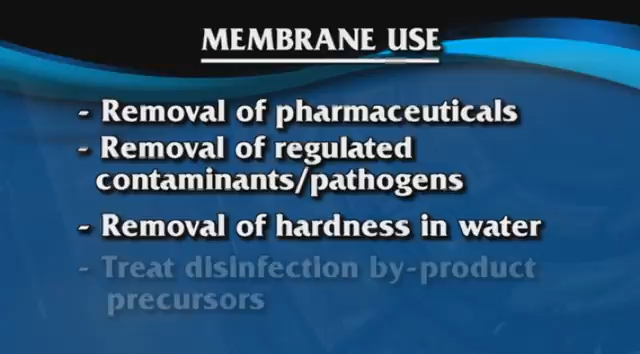 MEMBRANE USE
- Removal of pharmaceuticals
- Removal of regulated
contaminants/pathogens
- Removal of hardness in water
- Treat disinfection by-product
precursors